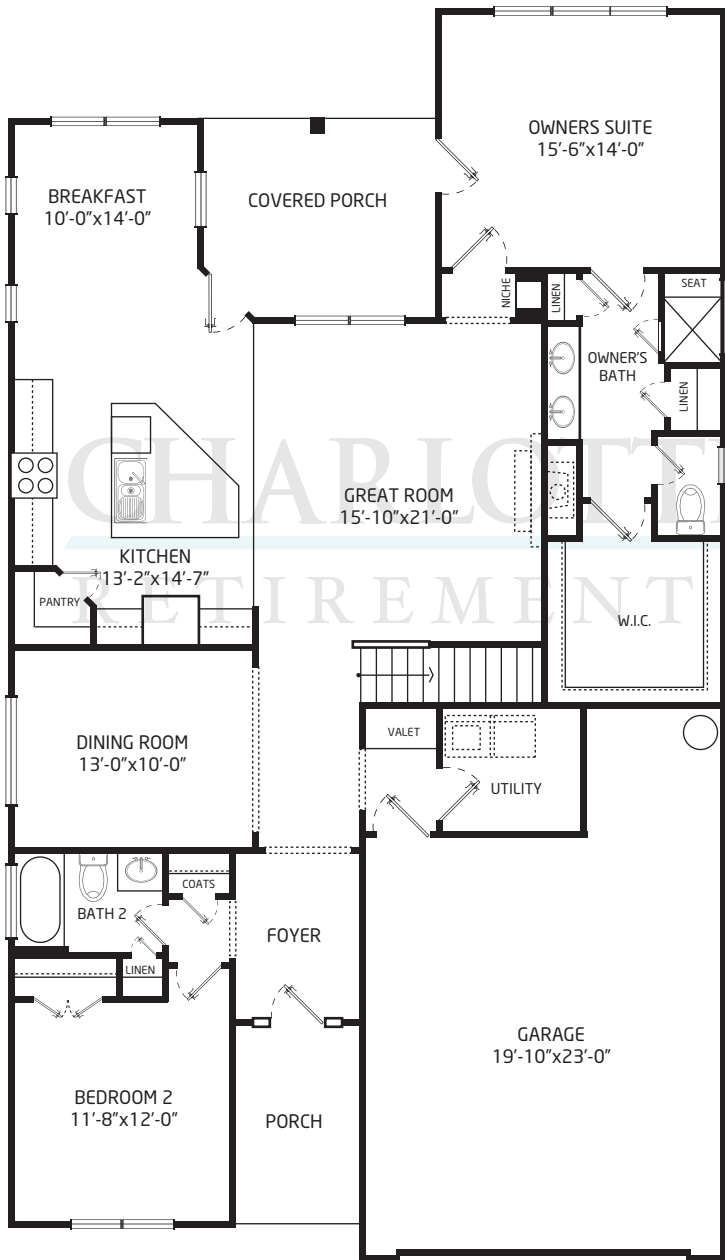 OWNERS SUITE
15'-6"x14'-0"
BREAKFAST
10'-0"x14'-0"
COVERED PORCH
NICHE
LINEN
SEAT
OWNER'S
BATH
LINEN
CHARLOTT
GREAT ROOM
15'-10"x21'-0"
KITCHEN
13'-2"x14'-7"
PANTRY
RETIREMENT
W.I.C.
DINING ROOM
13'-0"x10'-0"
VALET
UTILITY
COATS
BATH 2
FOYER
LINEN
GARAGE
19'-10"x23'-0"
BEDROOM 2
11'-8"x12'-0"
PORCH